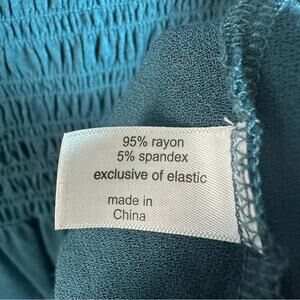 95% rayon
5% spandex
exclusive of elastic
made in
China